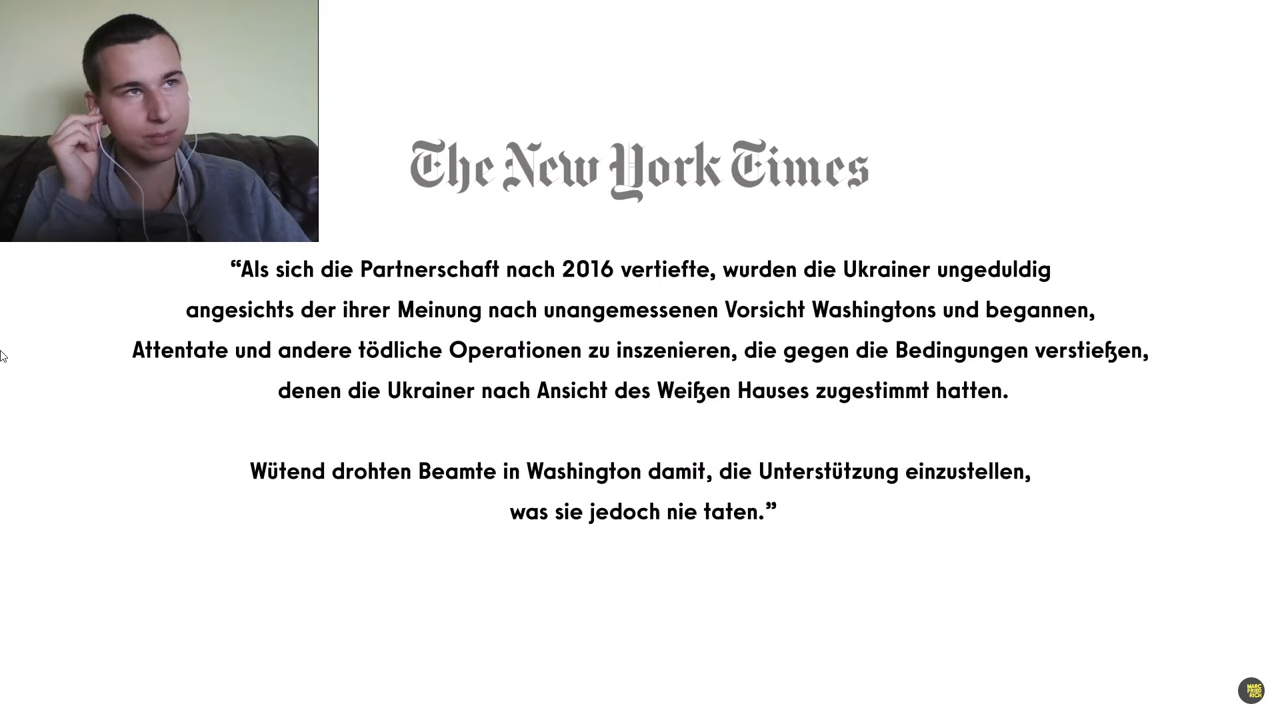 The New York Times
“Als sich die Partnerschaft nach 2016 vertiefte, wurden die Ukrainer ungeduldig
angesichts der ihrer Meinung nach unangemessenen Vorsicht Washingtons und begannen,
Attentate und andere tödliche Operationen zu inszenieren, die gegen die Bedingungen verstießen,
denen die Ukrainer nach Ansicht des Weißen Hauses zugestimmt hatten.
Wütend drohten Beamte in Washington damit, die Unterstützung einzustellen,
was sie jedoch nie taten.”
MARC
FRIED
RICH